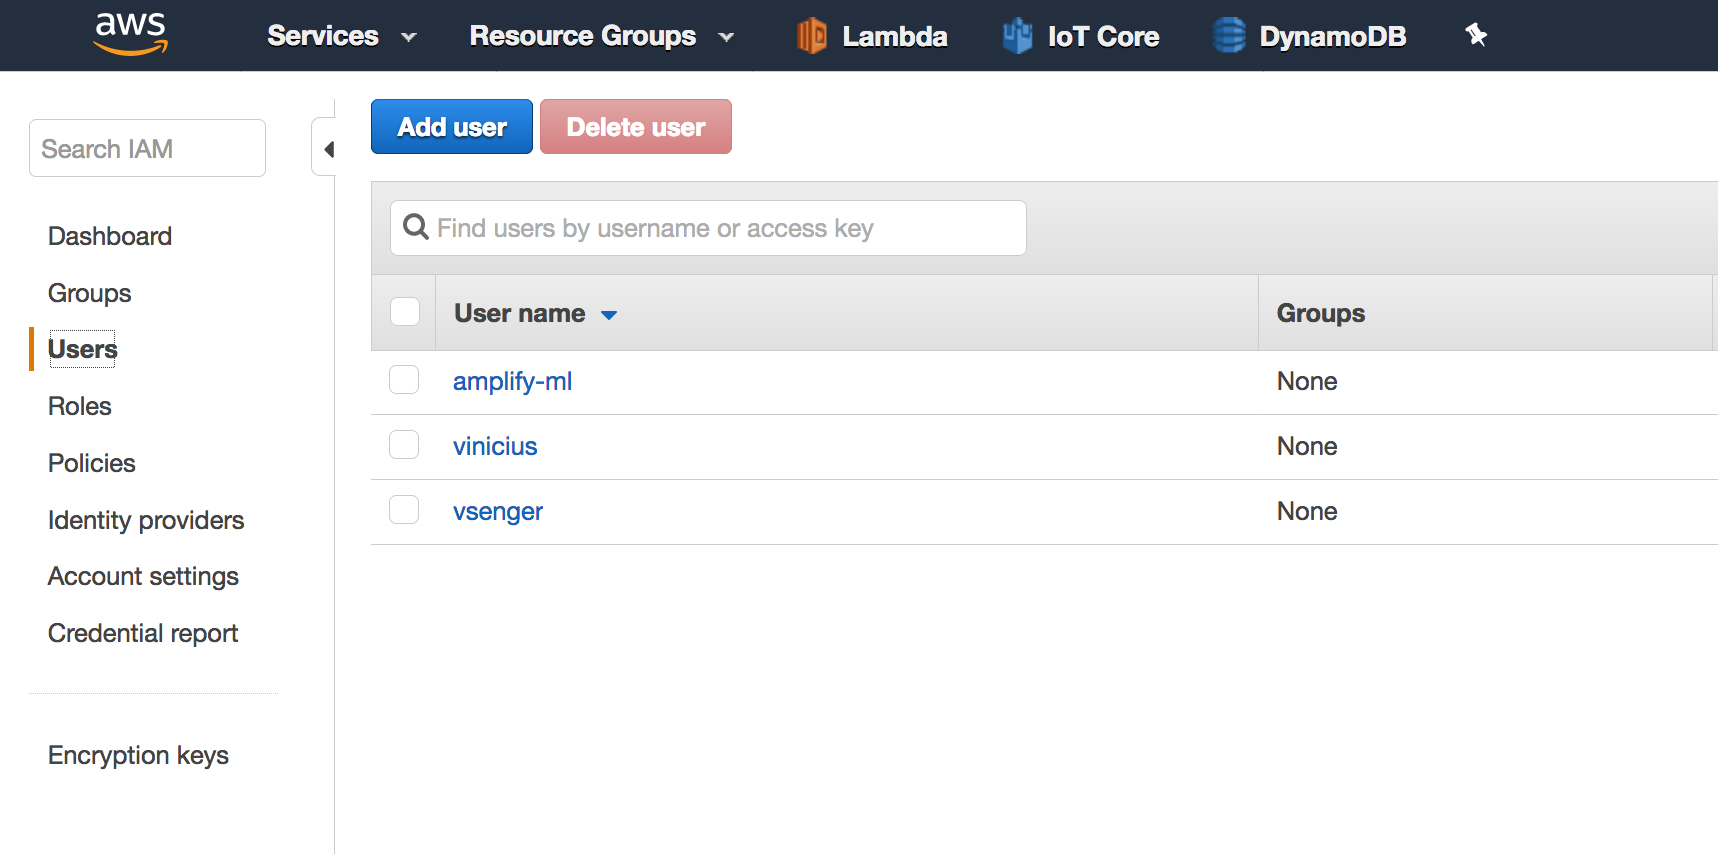 aws Services Resource Groups Lambda IoT Core DynamoDB
Search IAM
Dashboard
Groups
Users
Roles
Policies
Identity providers
Account settings
Credential report
Encryption keys
Add user Delete user
Find users by username or access key
User name Groups
amplify-ml None
vinicius None
vsenger None